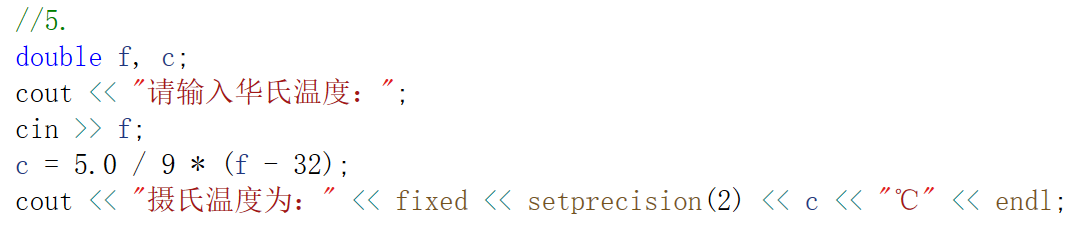 //5.
double f, c;
cout << "请输入华氏温度：";
cin >> f;
c = 5.0 / 9 * (f - 32);
cout << "摄氏温度为：" << fixed << setprecision(2) << c << "℃" << endl;